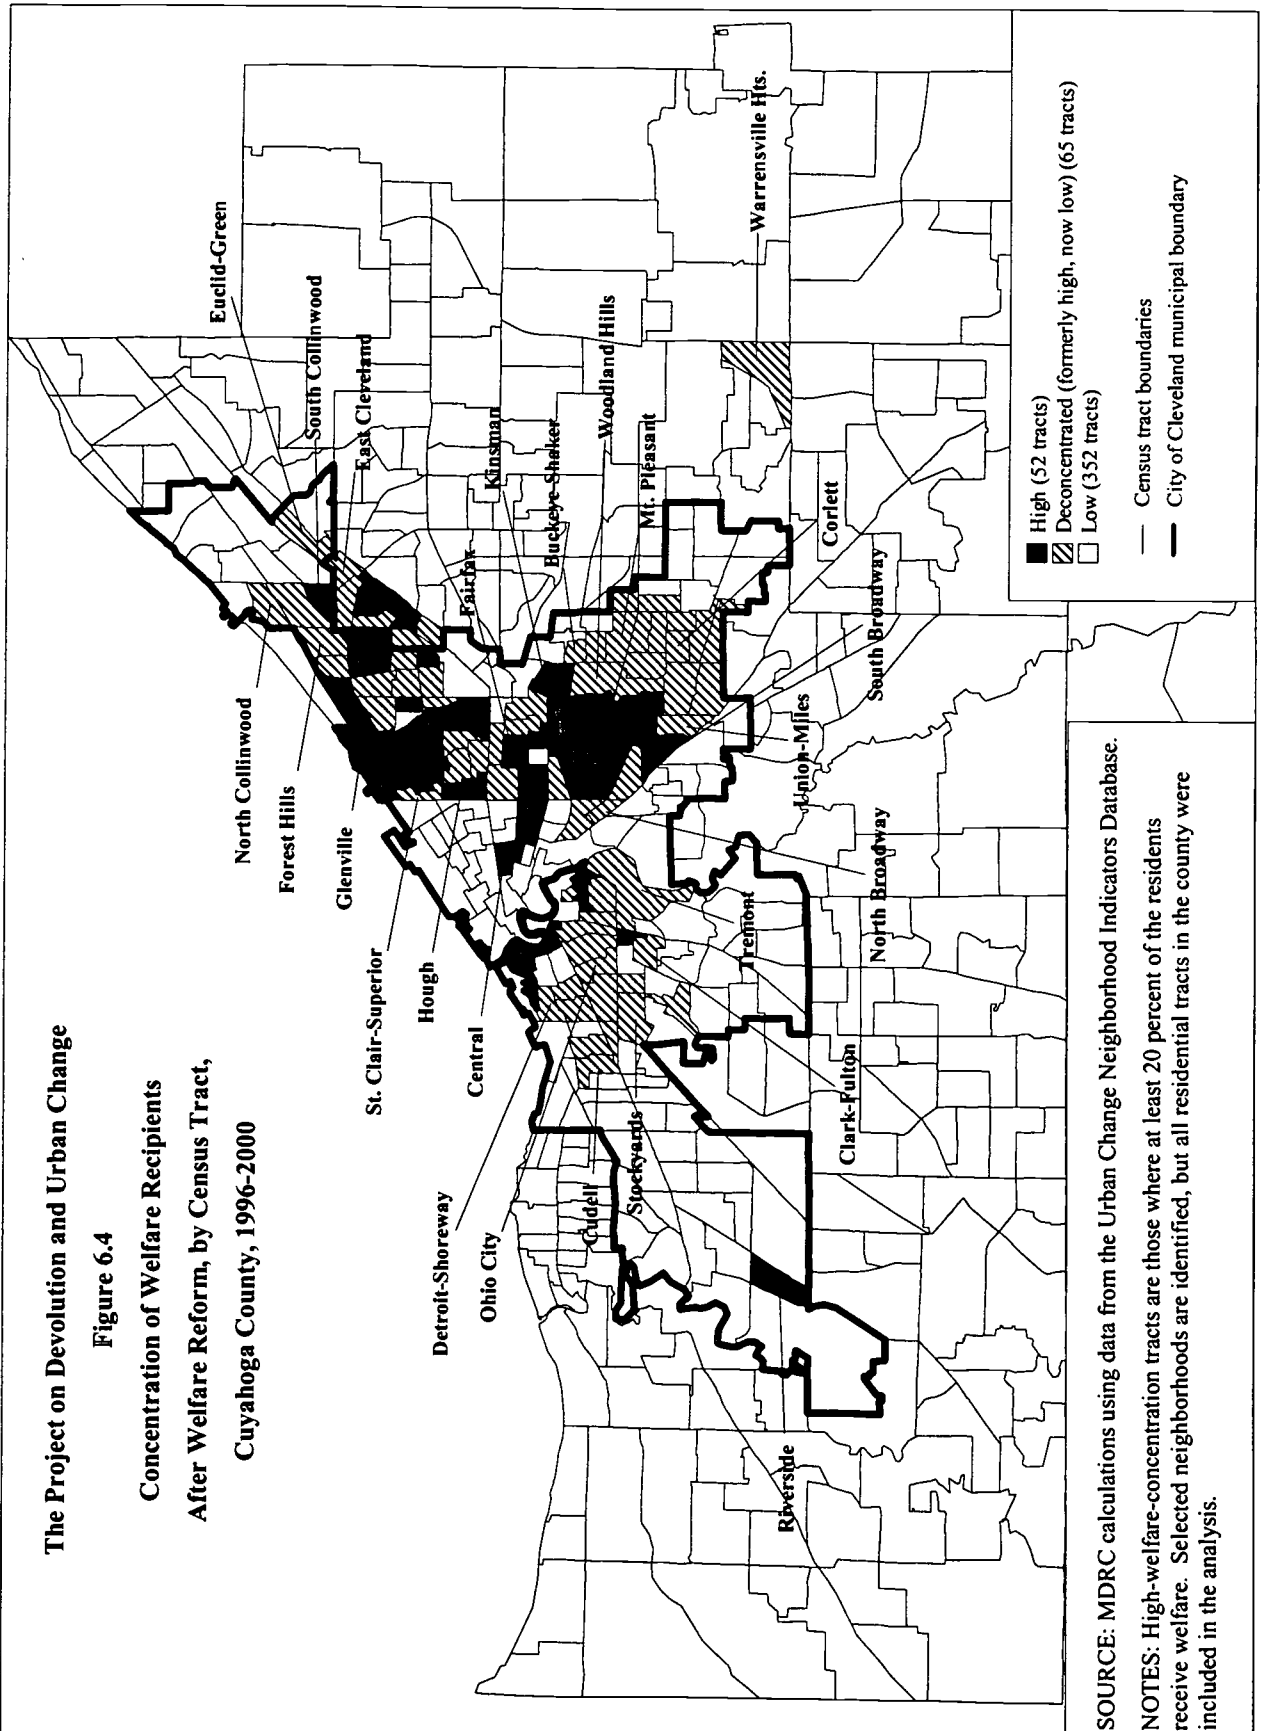 The Project on Devolution and Urban Change
Figure 6.4
Concentration of Welfare Recipients
After Welfare Reform, by Census Tract,
Cuyahoga County, 1996-2000
Euclid-Green
South Collinwood
East Cleveland
Kinsman
Buckeye-Shaker
Woodland Hills
Mt. Pleasant
Warrensville Hts.
Fairfax
Corlett
South Broadway
North Collinwood
Forest Hills
Glenville
St. Clair-Superior
Hough
Central
Union-Miles
North Broadway
Tremont
Detroit-Shoreway
Ohio City
Cudell
Stockyards
Clark-Fulton
Riverside
High (52 tracts)
Deconcentrated (formerly high, now low) (65 tracts)
Low (352 tracts)
Census tract boundaries
City of Cleveland municipal boundary
SOURCE: MDRC calculations using data from the Urban Change Neighborhood Indicators Database.
NOTES: High-welfare-concentration tracts are those where at least 20 percent of the residents
receive welfare. Selected neighborhoods are identified, but all residential tracts in the county were
included in the analysis.